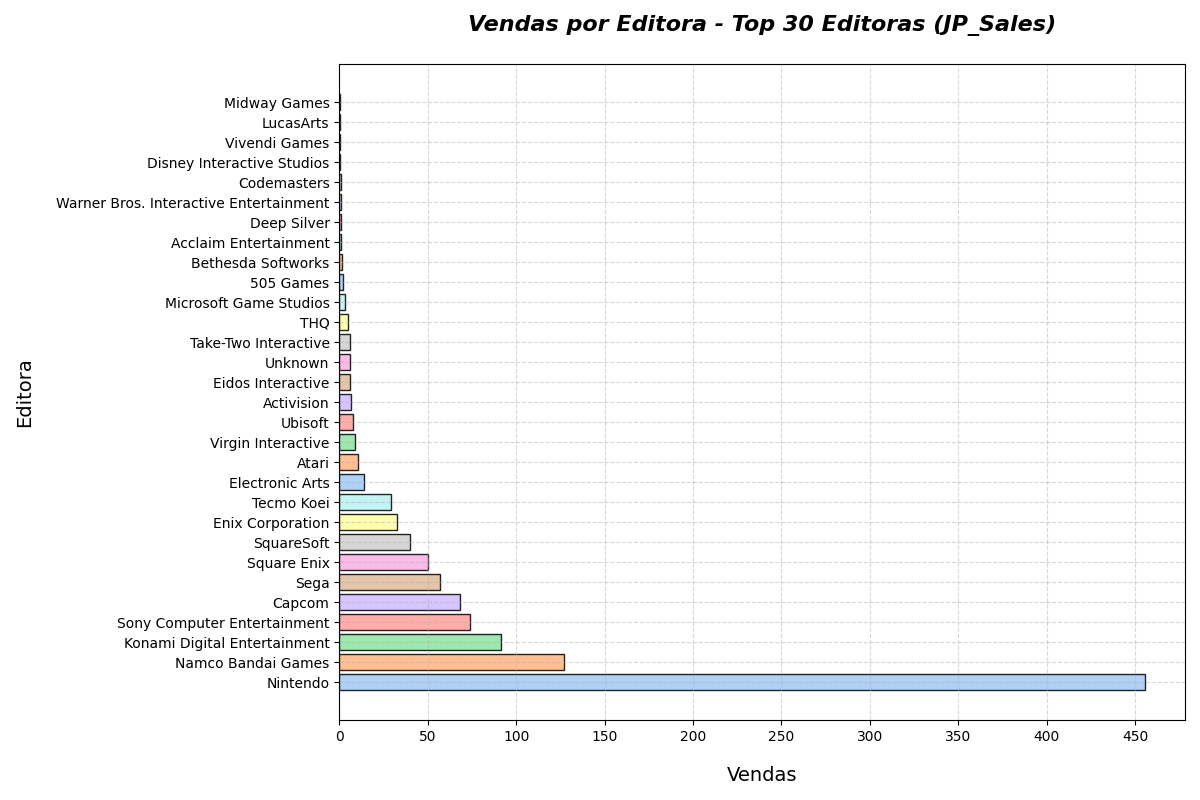 Vendas por Editora - Top 30 Editoras (JP_Sales)
Editora
Midway Games
LucasArts
Vivendi Games
Disney Interactive Studios
Codemasters
Warner Bros. Interactive Entertainment
Deep Silver
Acclaim Entertainment
Bethesda Softworks
505 Games
Microsoft Game Studios
THQ
Take-Two Interactive
Unknown
Eidos Interactive
Activision
Ubisoft
Virgin Interactive
Atari
Electronic Arts
Tecmo Koei
Enix Corporation
SquareSoft
Square Enix
Sega
Capcom
Sony Computer Entertainment
Konami Digital Entertainment
Namco Bandai Games
Nintendo
0 50 100 150 200 250 300 350 400 450
Vendas